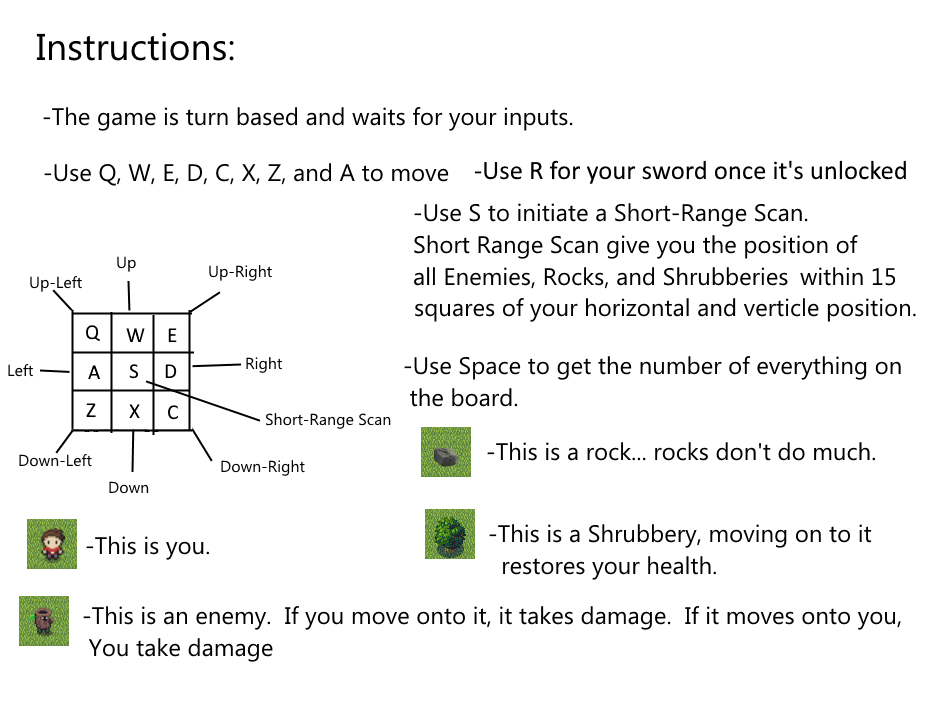 Instructions:
-The game is turn based and waits for your inputs.
-Use Q, W, E, D, C, X, Z, and A to move
-Use R for your sword once it's unlocked
-Use S to initiate a Short-Range Scan.
Short Range Scan give you the position of
all Enemies, Rocks, and Shrubberies within 15
squares of your horizontal and verticle position.
Up
Up-Left
Up-Right
Q W E
Left
A S D
Right
Z X C
Short-Range Scan
Down-Left
Down-Right
Down
-Use Space to get the number of everything on
the board.
-This is a rock... rocks don't do much.
-This is you.
-This is a Shrubbery, moving on to it
restores your health.
-This is an enemy. If you move onto it, it takes damage. If it moves onto you,
You take damage